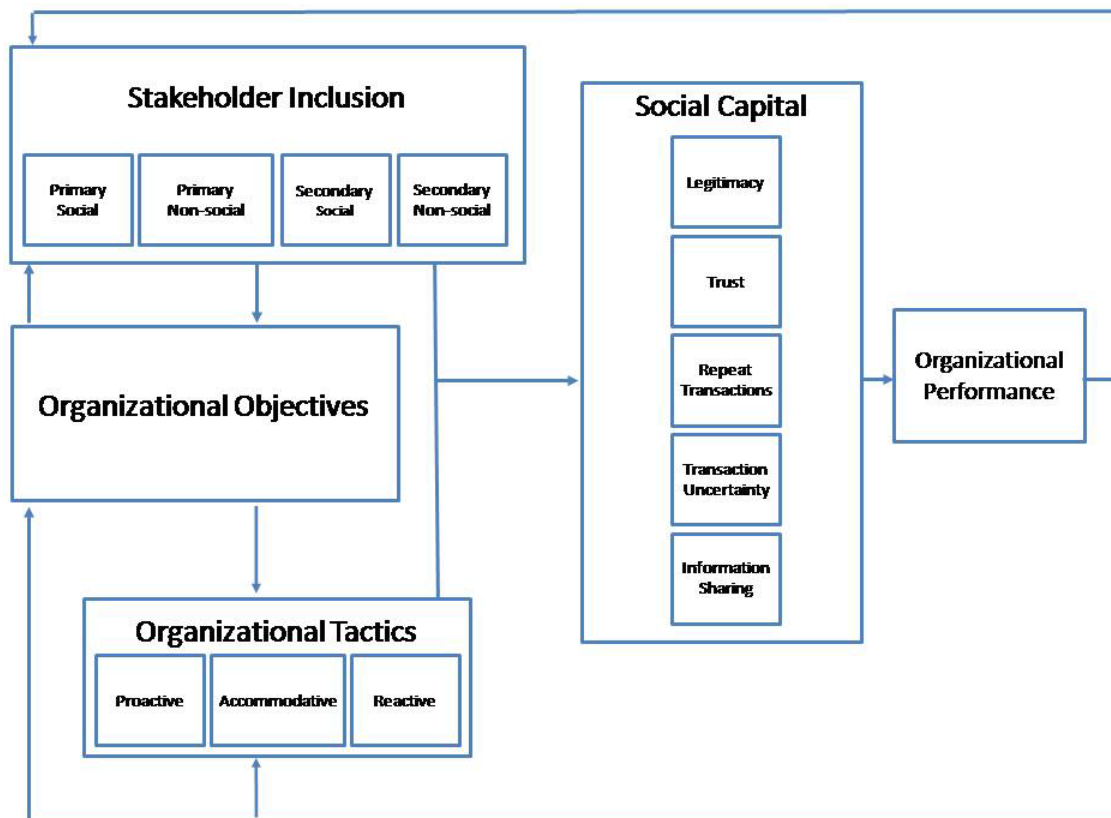 Stakeholder Inclusion
Primary
Social
Primary
Non-social
Secondary
Social
Secondary
Non-social
Organizational Objectives
Organizational Tactics
Proactive
Accommodative
Reactive
Social Capital
Legitimacy
Trust
Repeat
Transactions
Transaction
Uncertainty
Information
Sharing
Organizational
Performance